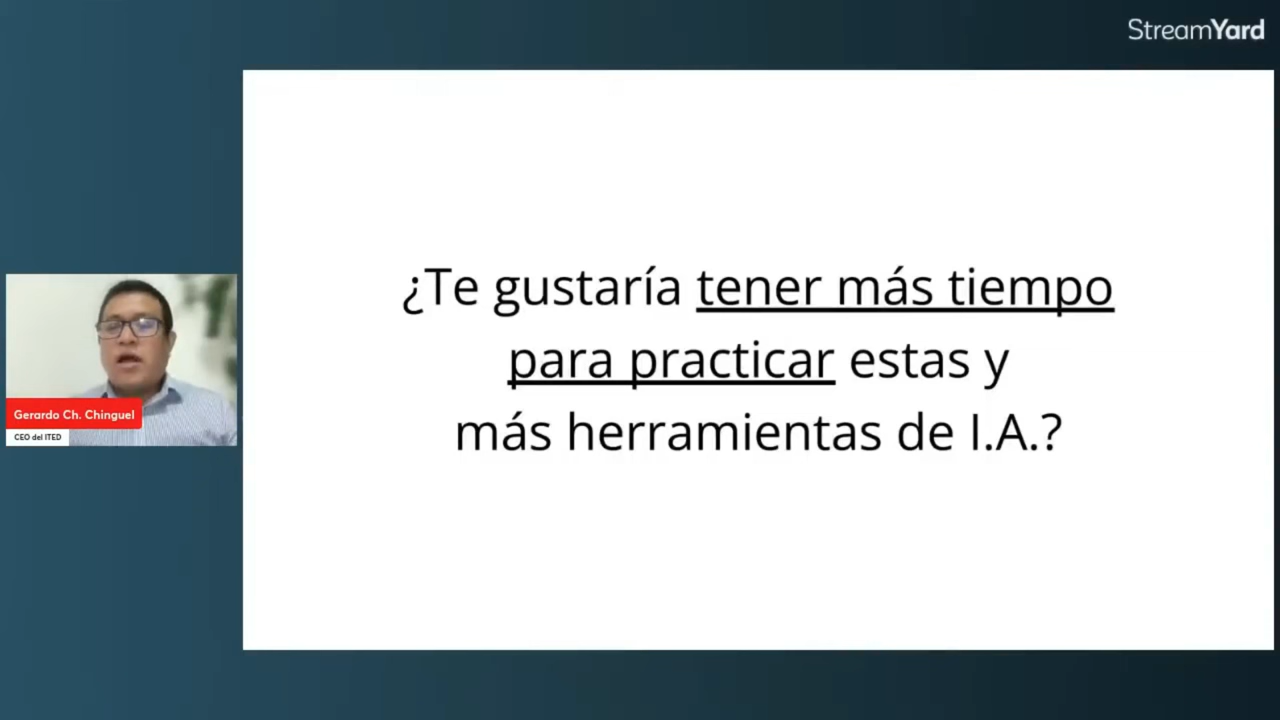 StreamYard
¿Te gustaría tener más tiempo
para practicar estas y
más herramientas de I.A.?
Gerardo Ch. Chinguel
CEO del ITED